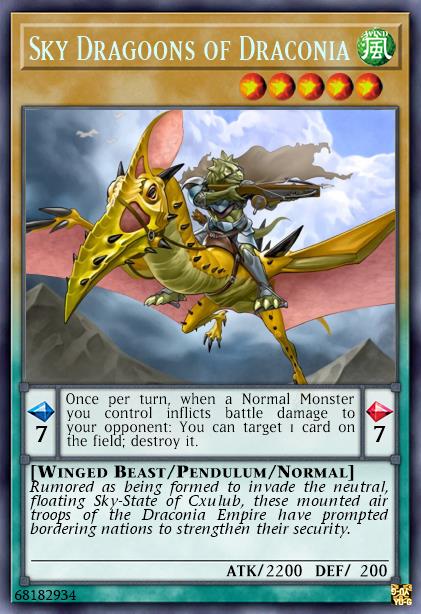 SKY DRAGOONS OF DRACONIA
WIND
風
Once per turn, when a Normal Monster
you control inflicts battle damage to
your opponent: You can target 1 card on
the field; destroy it.
7
7
[WINGED BEAST/PENDULUM/NORMAL]
Rumored as being formed to invade the neutral,
floating Sky-State of Cxulub, these mounted air
troops of the Draconia Empire have prompted
bordering nations to strengthen their security.
ATK/2200 DEF/ 200
68182934